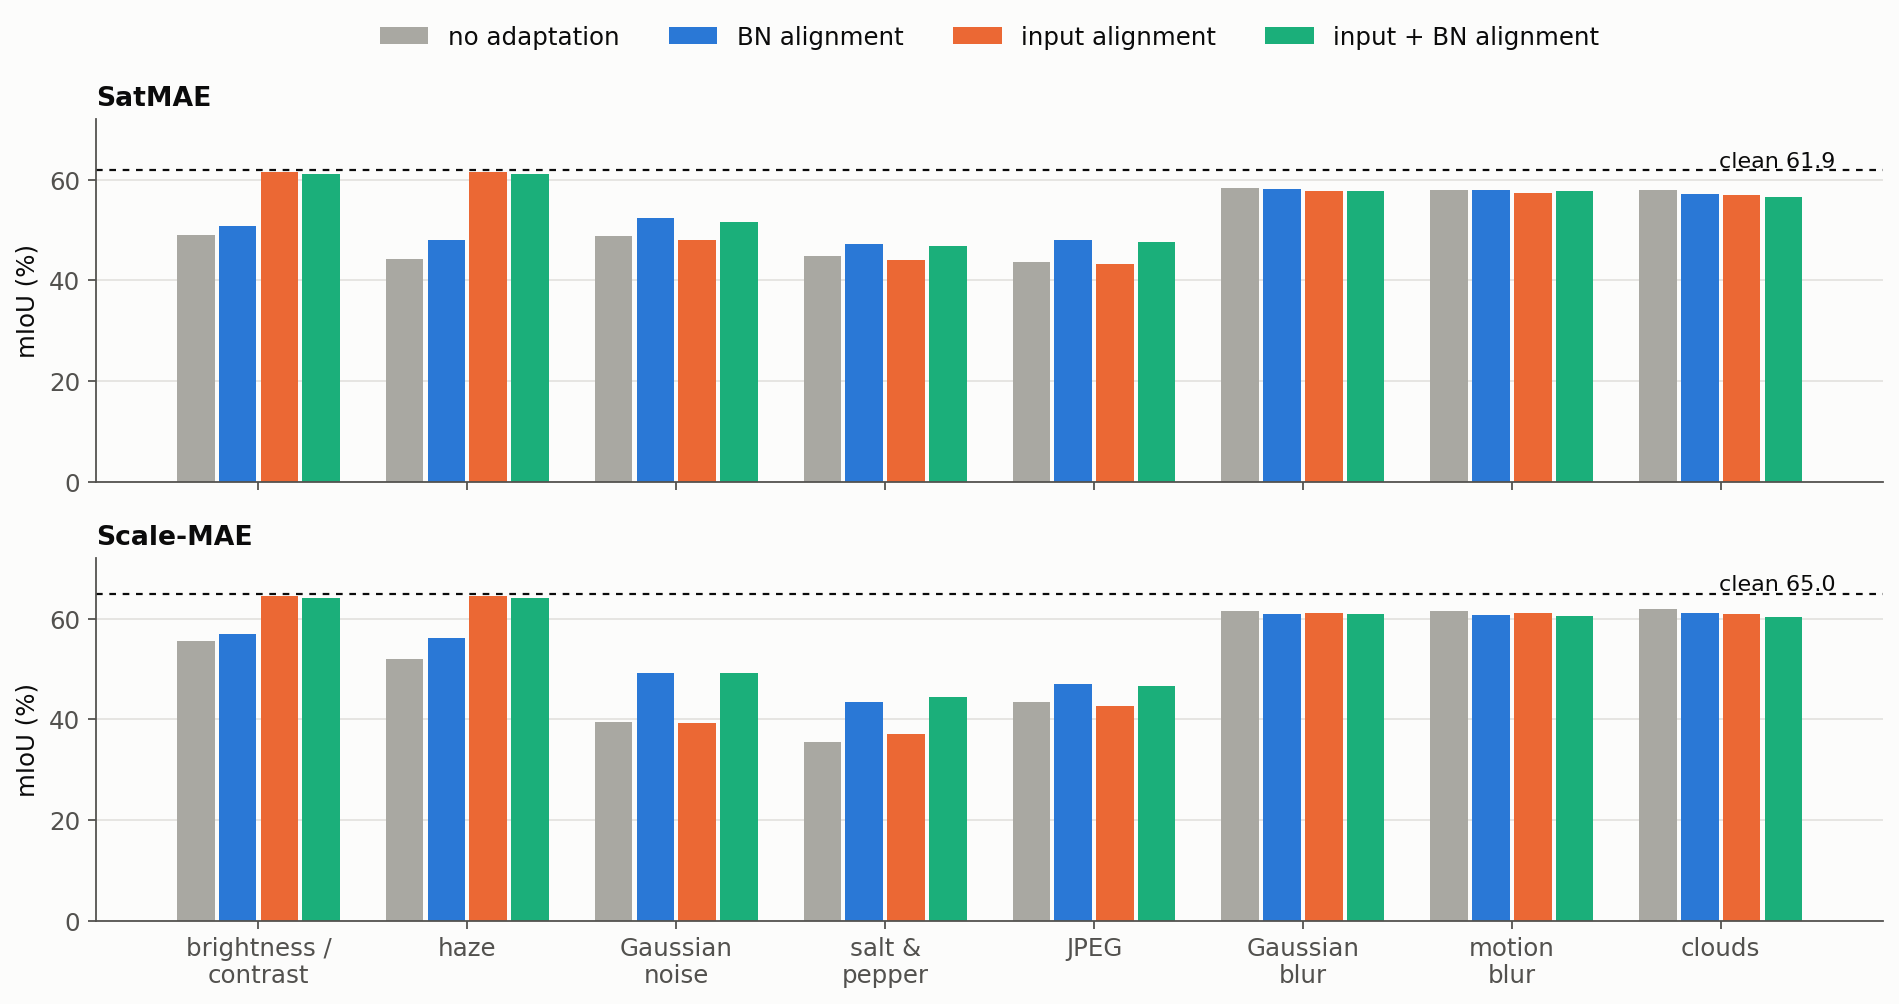 no adaptation BN alignment input alignment input + BN alignment
SatMAE
clean 61.9
60
40
20
0
mIoU (%)
Scale-MAE
clean 65.0
60
40
20
0
mIoU (%)
brightness / contrast
haze
Gaussian noise
salt & pepper
JPEG
Gaussian blur
motion blur
clouds